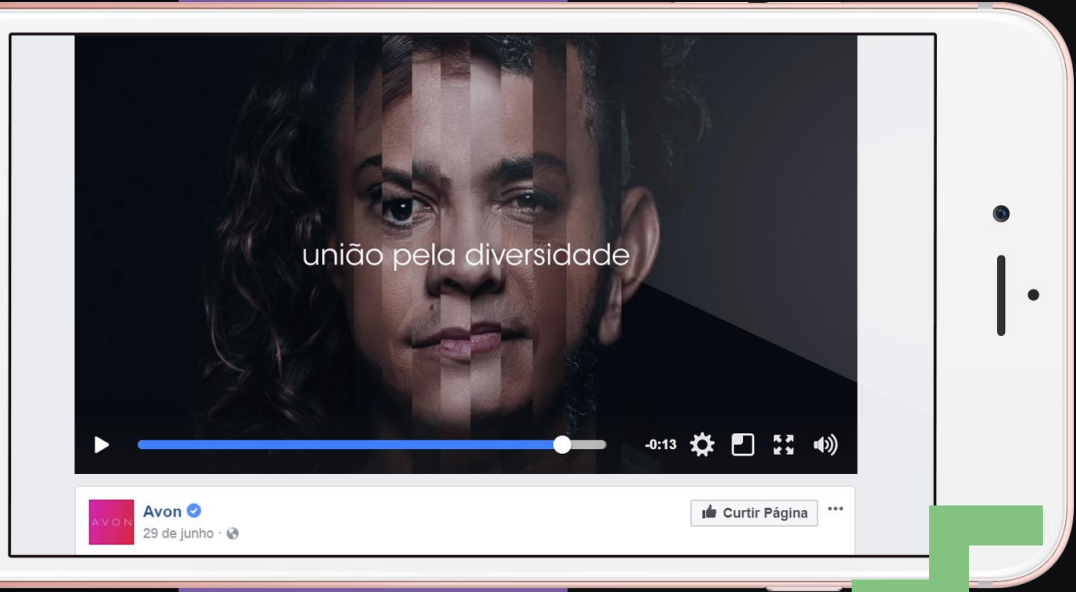 união pela diversidade
-0:13
AVON
Avon
29 de junho ·
Curtir Página